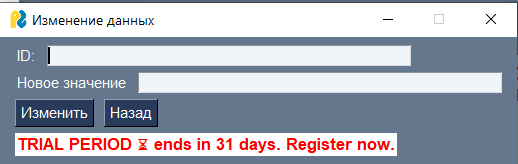 Изменение данных
ID:
Новое значение
Изменить Назад
TRIAL PERIOD ⌛ ends in 31 days. Register now.